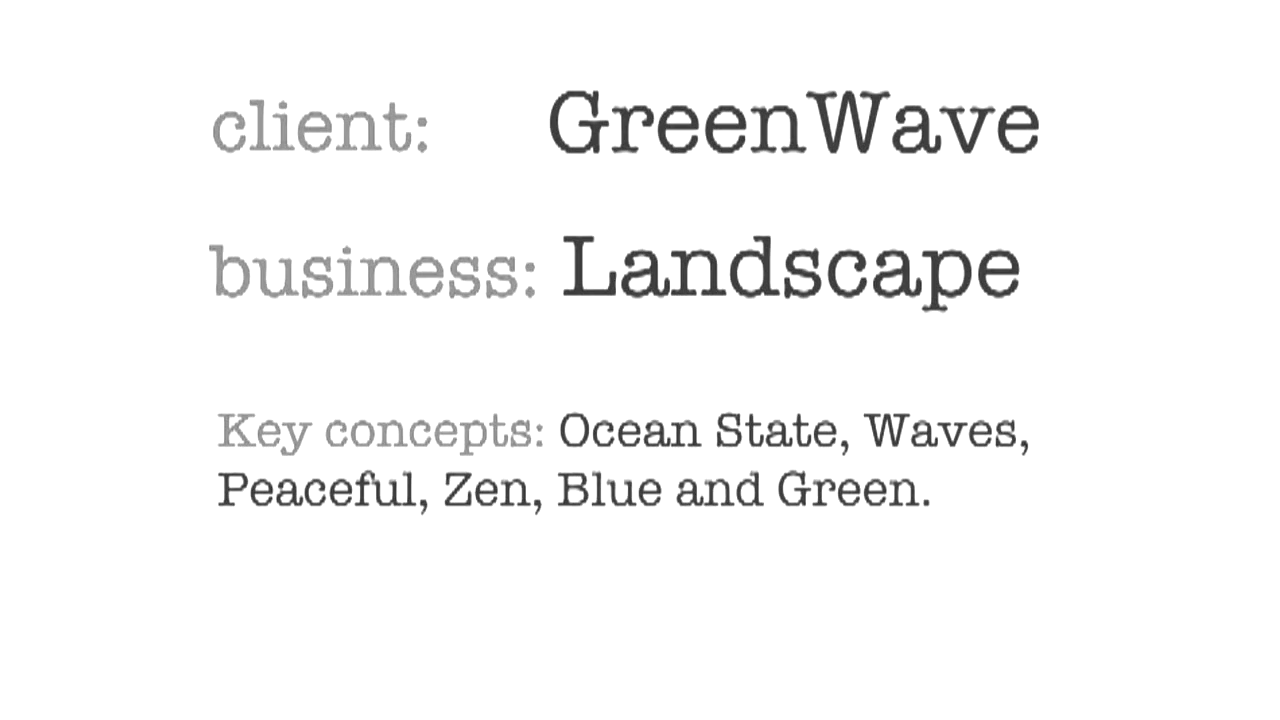 client: GreenWave
business: Landscape
Key concepts: Ocean State, Waves,
Peaceful, Zen, Blue and Green.